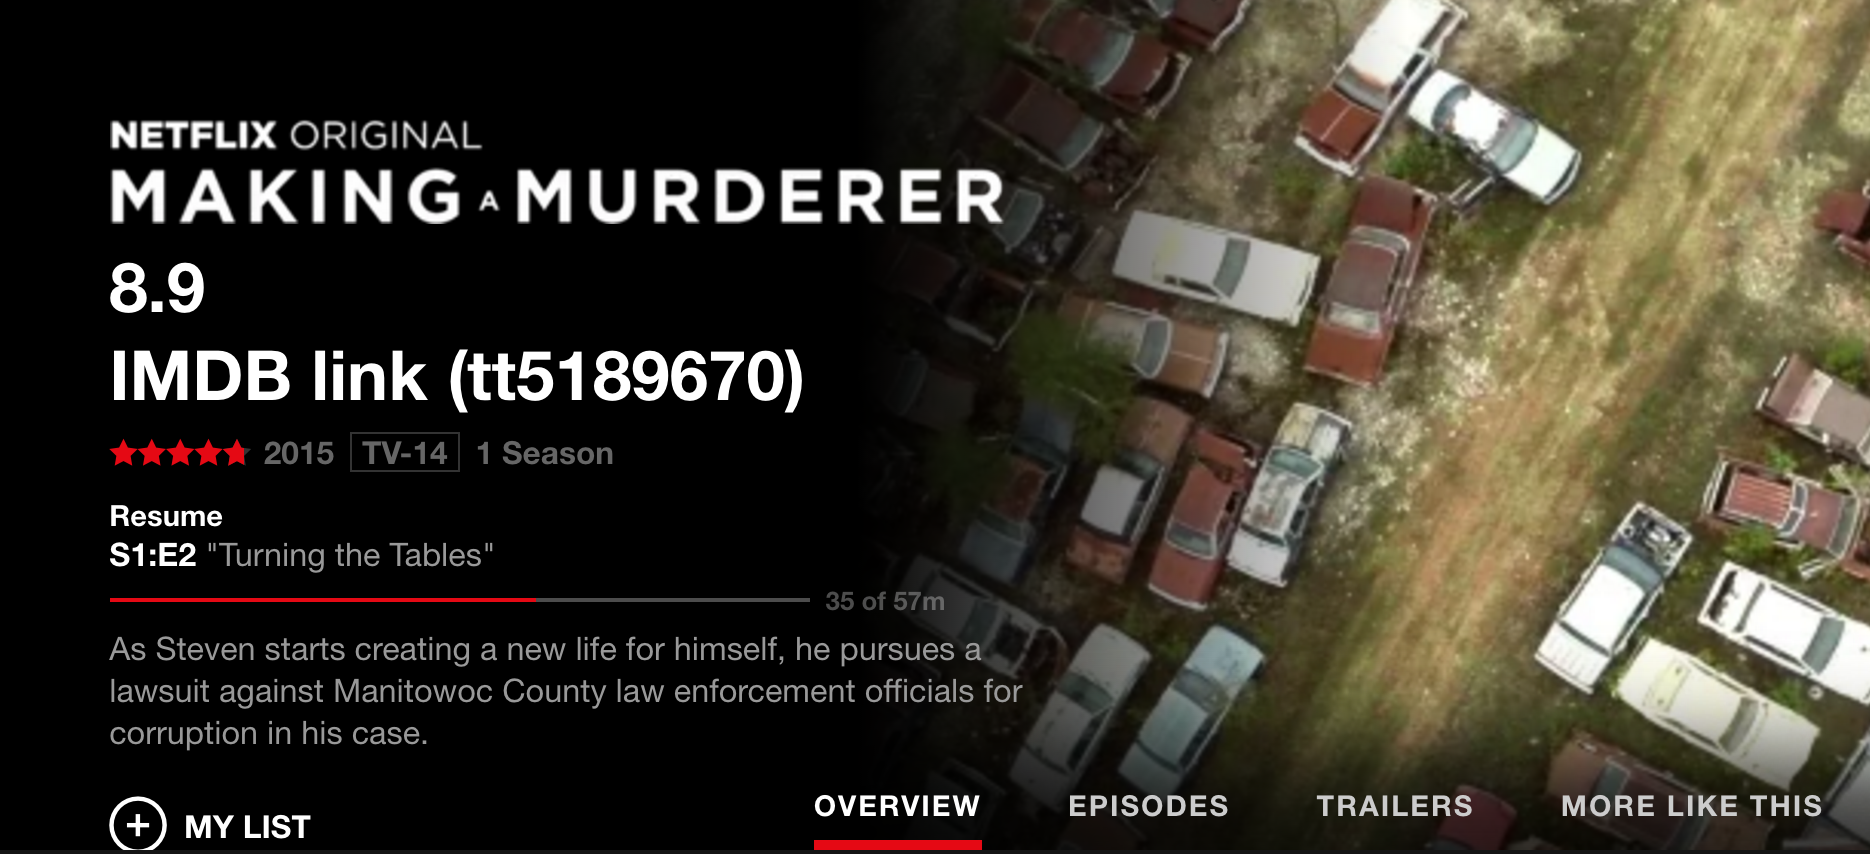 NETFLIX ORIGINAL
MAKING A MURDERER
8.9
IMDB link (tt5189670)
2015 TV-14 1 Season
Resume
S1:E2 "Turning the Tables"
35 of 57m
As Steven starts creating a new life for himself, he pursues a
lawsuit against Manitowoc County law enforcement officials for
corruption in his case.
+ MY LIST
OVERVIEW EPISODES TRAILERS MORE LIKE THIS